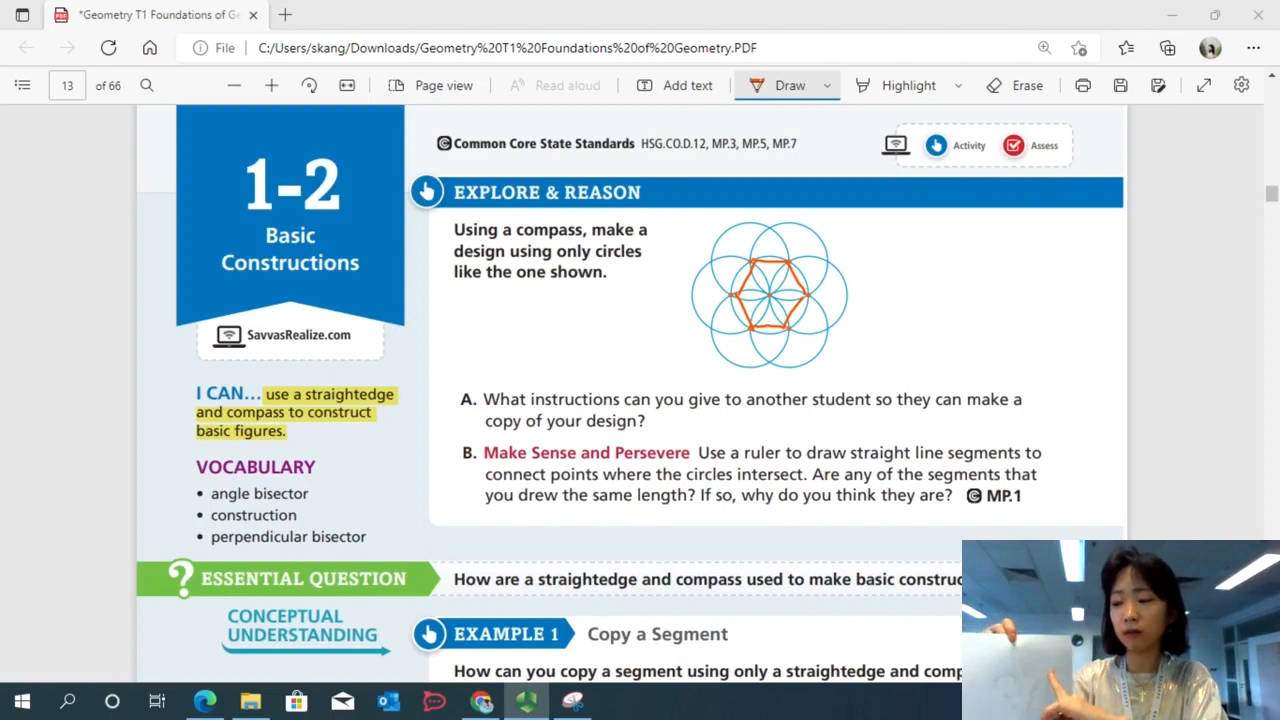 *Geometry T1 Foundations of Ge
File
C:/Users/skang/Downloads/Geometry%20T1%20Foundations%20of%20Geometry.PDF
13
of 66
Page view
Read aloud
Add text
Draw
Highlight
Erase
1-2
Basic
Constructions
SavvasRealize.com
I CAN... use a straightedge
and compass to construct
basic figures.
VOCABULARY
• angle bisector
• construction
• perpendicular bisector
Common Core State Standards HSG.CO.D.12, MP.3, MP.5, MP.7
Activity
Assess
EXPLORE & REASON
Using a compass, make a
design using only circles
like the one shown.
A. What instructions can you give to another student so they can make a
copy of your design?
B. Make Sense and Persevere Use a ruler to draw straight line segments to
connect points where the circles intersect. Are any of the segments that
you drew the same length? If so, why do you think they are? MP.1
? ESSENTIAL QUESTION
How are a straightedge and compass used to make basic constru
CONCEPTUAL
UNDERSTANDING
EXAMPLE 1 Copy a Segment
How can you copy a segment using only a straightedge and comp